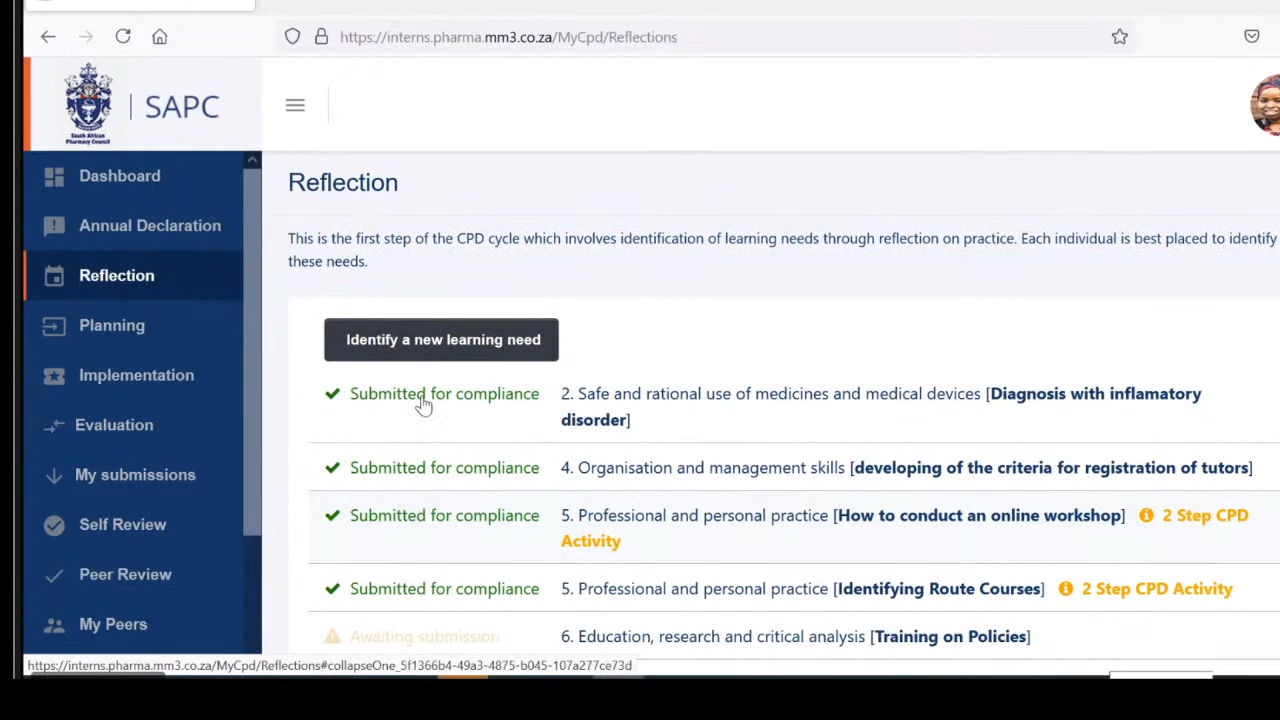 https://interns.pharma.mm3.co.za/MyCpd/Reflections
South African
Pharmacy Council
SAPC
Dashboard
Annual Declaration
Reflection
Planning
Implementation
Evaluation
My submissions
Self Review
Peer Review
My Peers
Reflection
This is the first step of the CPD cycle which involves identification of learning needs through reflection on practice. Each individual is best placed to identify
these needs.
Identify a new learning need
Submitted for compliance 2. Safe and rational use of medicines and medical devices [Diagnosis with inflamatory
disorder]
Submitted for compliance 4. Organisation and management skills [developing of the criteria for registration of tutors]
Submitted for compliance 5. Professional and personal practice [How to conduct an online workshop] 2 Step CPD
Activity
Submitted for compliance 5. Professional and personal practice [Identifying Route Courses] 2 Step CPD Activity
Awaiting submission 6. Education, research and critical analysis [Training on Policies]
https://interns.pharma.mm3.co.za/MyCpd/Reflections#collapseOne_5f1366b4-49a3-4875-b045-107a277ce73d